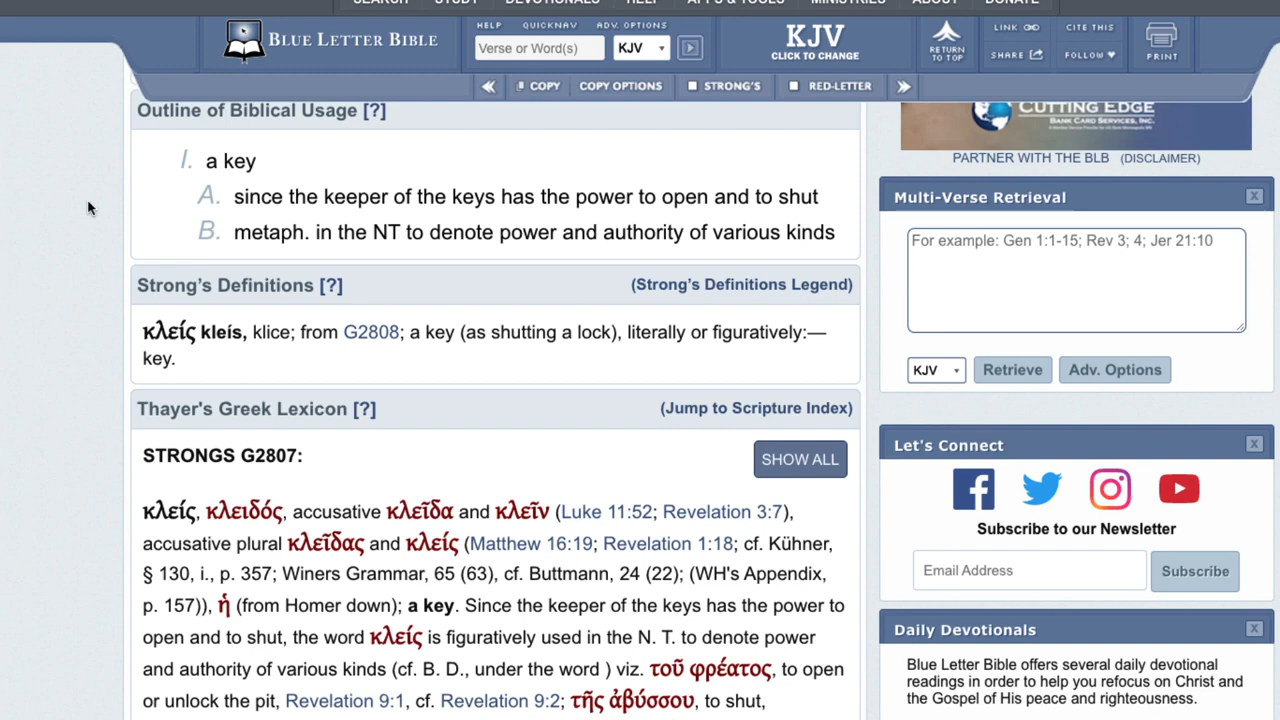 SEARCH STUDY DEVOTIONALS HELP APPS & TOOLS MINISTRIES ABOUT DONATE
BLUE LETTER BIBLE
HELP QUICKNAV ADV. OPTIONS
Verse or Word(s) KJV
KJV
CLICK TO CHANGE
RETURN
TO TOP
LINK CITE THIS
SHARE FOLLOW
PRINT
COPY COPY OPTIONS STRONG'S RED-LETTER
Outline of Biblical Usage [?]
I. a key
A. since the keeper of the keys has the power to open and to shut
B. metaph. in the NT to denote power and authority of various kinds
Strong’s Definitions [?] (Strong’s Definitions Legend)
κλείς kleís, klice; from G2808; a key (as shutting a lock), literally or figuratively:—
key.
Thayer's Greek Lexicon [?] (Jump to Scripture Index)
STRONGS G2807:
SHOW ALL
κλείς, κλειδός, accusative κλεῖδα and κλεῖν (Luke 11:52; Revelation 3:7),
accusative plural κλεῖδας and κλείς (Matthew 16:19; Revelation 1:18; cf. Kühner,
§ 130, i., p. 357; Winers Grammar, 65 (63), cf. Buttmann, 24 (22); (WH's Appendix,
p. 157)), ἡ (from Homer down); a key. Since the keeper of the keys has the power to
open and to shut, the word κλείς is figuratively used in the N. T. to denote power
and authority of various kinds (cf. B. D., under the word ) viz. τοῦ φρέατος, to open
or unlock the pit, Revelation 9:1, cf. Revelation 9:2; τῆς ἀβύσσου, to shut,
CUTTING EDGE
BANK CARD SERVICES, INC.
PARTNER WITH THE BLB (DISCLAIMER)
Multi-Verse Retrieval X
For example: Gen 1:1-15; Rev 3; 4; Jer 21:10
KJV Retrieve Adv. Options
Let's Connect X
Subscribe to our Newsletter
Email Address Subscribe
Daily Devotionals X
Blue Letter Bible offers several daily devotional
readings in order to help you refocus on Christ and
the Gospel of His peace and righteousness.